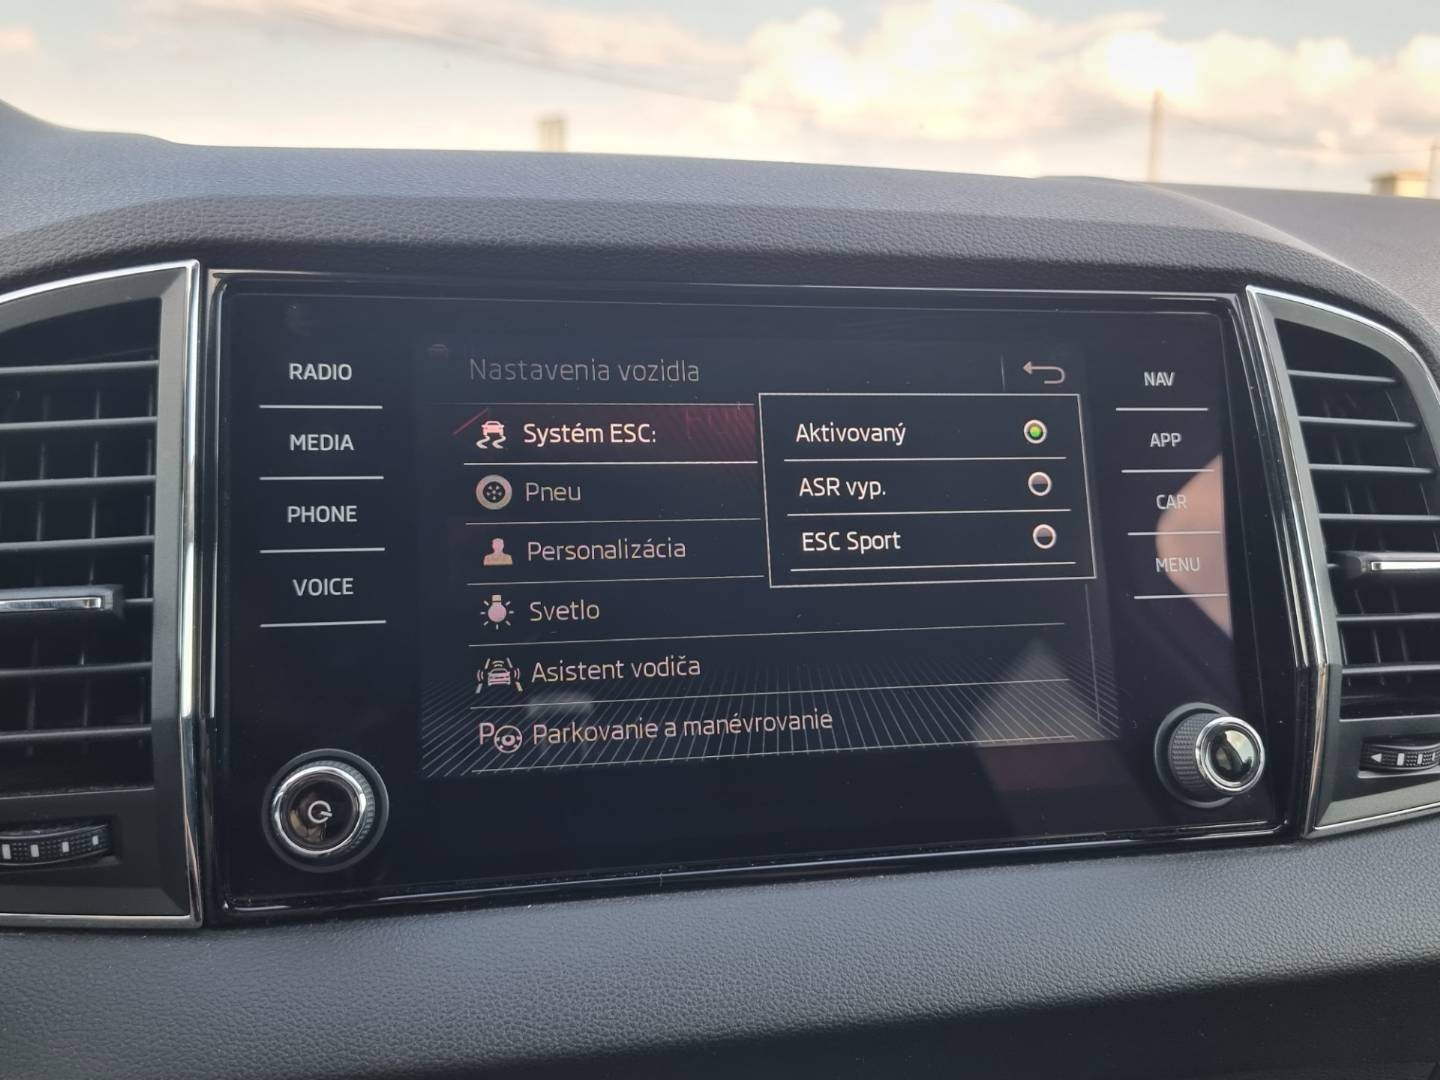 RADIO
MEDIA
PHONE
VOICE
Nastavenia vozidla
Systém ESC:
Pneu
Personalizácia
Svetlo
Asistent vodiča
P Parkovanie a manévrovanie
Aktivovaný
ASR vyp.
ESC Sport
NAV
APP
CAR
MENU